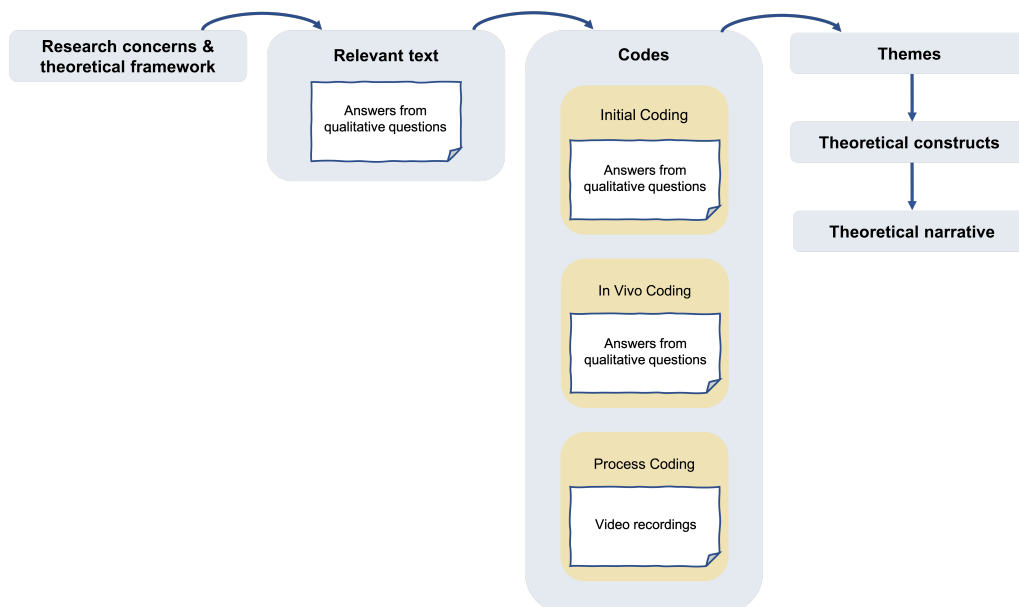 Research concerns &
theoretical framework
Relevant text
Answers from
qualitative questions
Codes
Initial Coding
Answers from
qualitative questions
In Vivo Coding
Answers from
qualitative questions
Process Coding
Video recordings
Themes
Theoretical constructs
Theoretical narrative